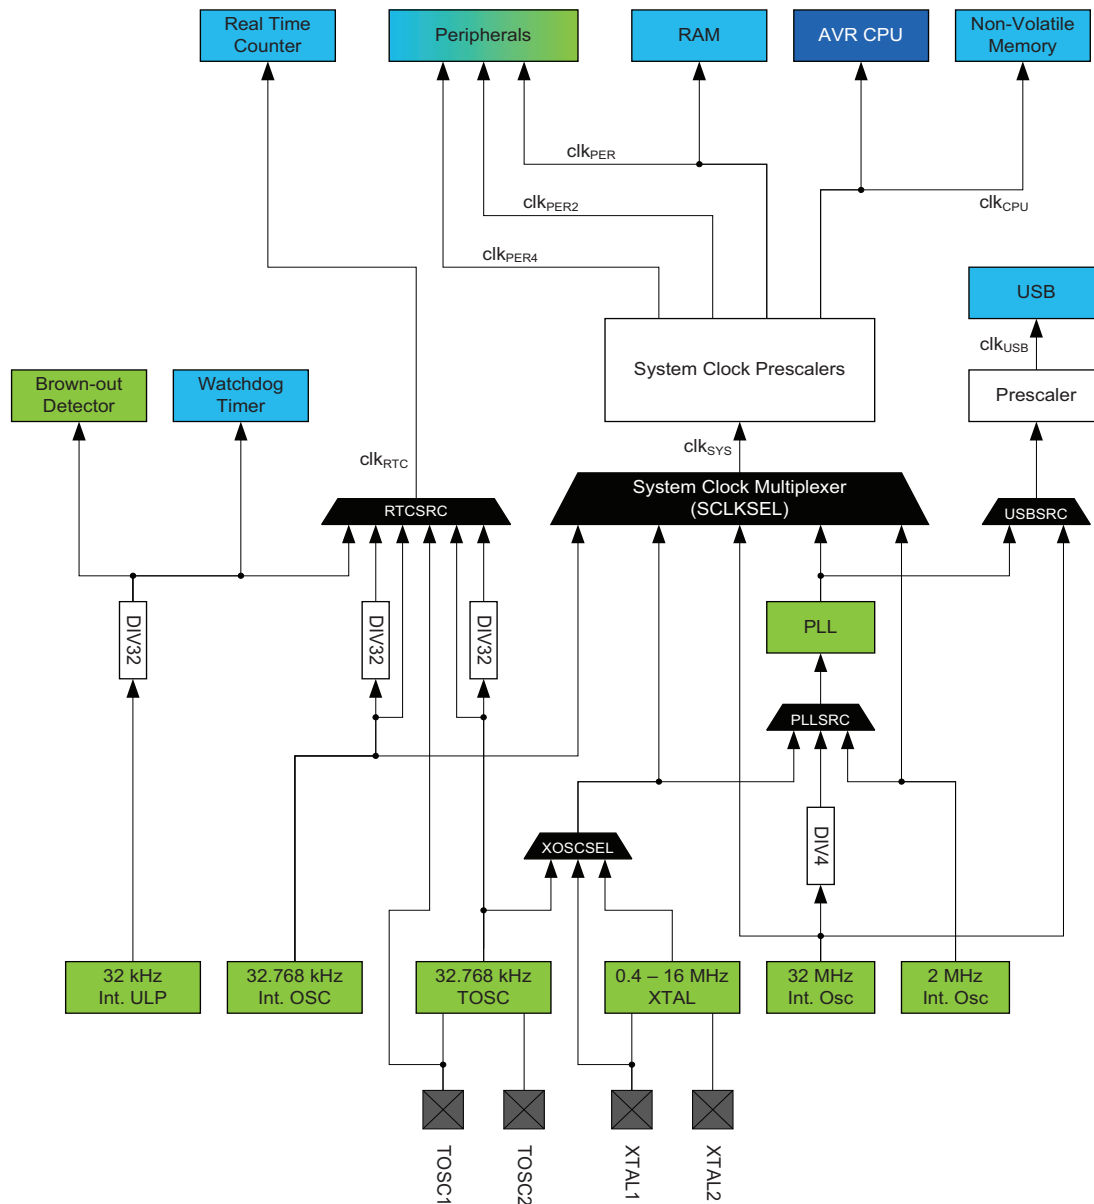 Real Time
Counter
Peripherals
RAM
AVR CPU
Non-Volatile
Memory
clkPER
clkPER2
clkCPU
clkPER4
USB
clkUSB
System Clock Prescalers
Prescaler
Brown-out
Detector
Watchdog
Timer
clkSYS
clkRTC
System Clock Multiplexer
(SCLKSEL)
RTCSRC
USBSRC
DIV32
DIV32
DIV32
PLL
PLLSRC
DIV4
XOSCSEL
32 kHz
Int. ULP
32.768 kHz
Int. OSC
32.768 kHz
TOSC
0.4 – 16 MHz
XTAL
32 MHz
Int. Osc
2 MHz
Int. Osc
TOSC1
TOSC2
XTAL1
XTAL2